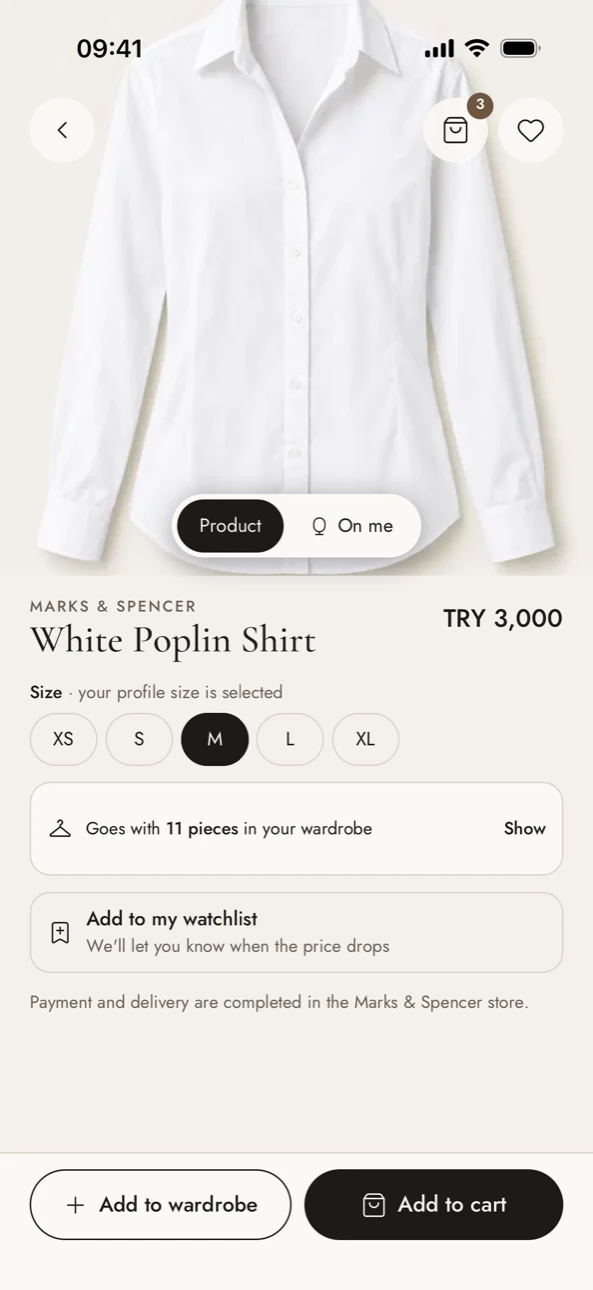 09:41
3
Product
On me
MARKS & SPENCER
White Poplin Shirt
TRY 3,000
Size · your profile size is selected
XS
S
M
L
XL
Goes with 11 pieces in your wardrobe
Show
Add to my watchlist
We'll let you know when the price drops
Payment and delivery are completed in the Marks & Spencer store.
Add to wardrobe
Add to cart